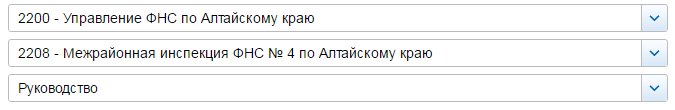 2200 - Управление ФНС по Алтайскому краю
2208 - Межрайонная инспекция ФНС № 4 по Алтайскому краю
Руководство